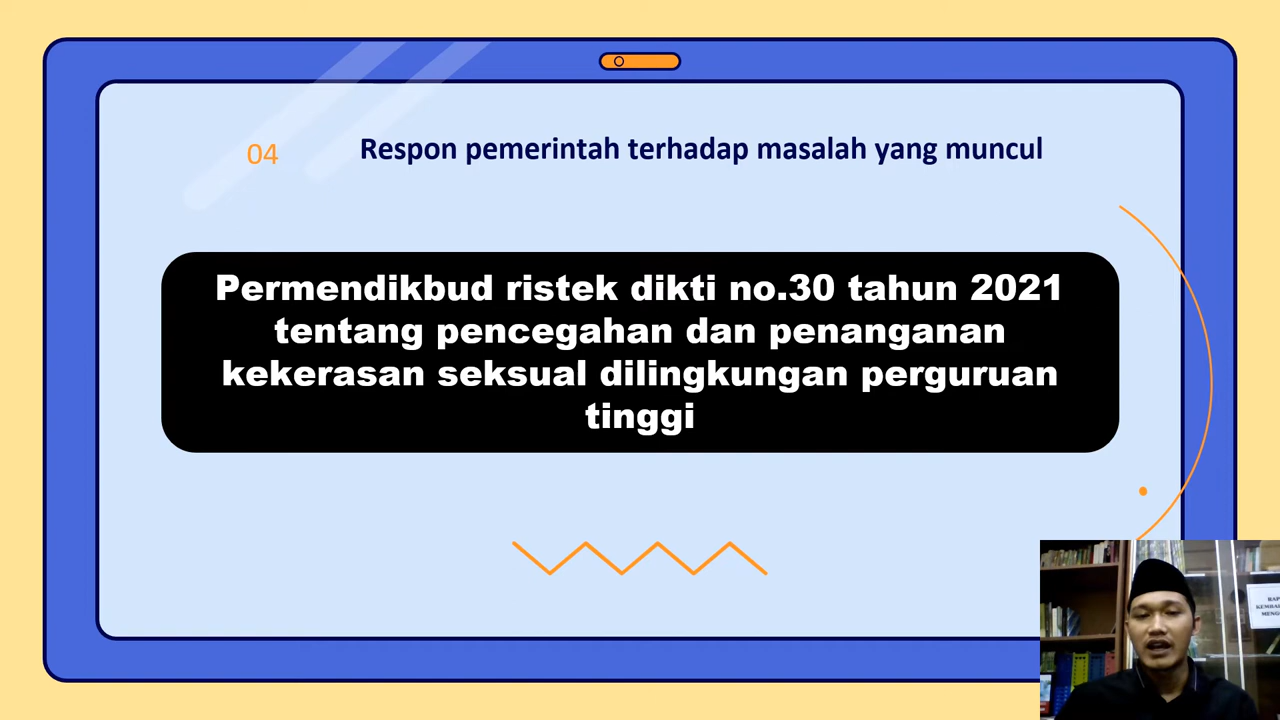 04
Respon pemerintah terhadap masalah yang muncul
Permendikbud ristek dikti no.30 tahun 2021
tentang pencegahan dan penanganan
kekerasan seksual dilingkungan perguruan
tinggi